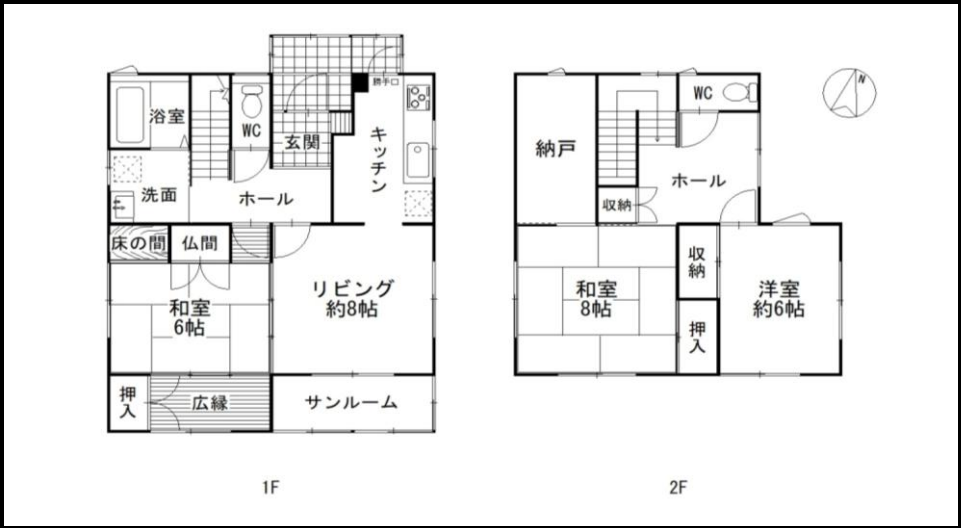 勝手口
浴室
WC
玄関
キッチン
洗面
ホール
床の間
仏間
和室
6帖
リビング
約8帖
押入
広縁
サンルーム
1F
N
WC
納戸
ホール
収納
和室
8帖
収納
押入
洋室
約6帖
2F